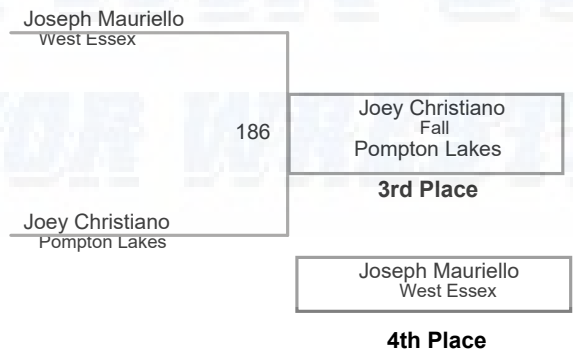 Joseph Mauriello
West Essex
186
Joey Christiano
Fall
Pompton Lakes
3rd Place
Joey Christiano
Pompton Lakes
Joseph Mauriello
West Essex
4th Place